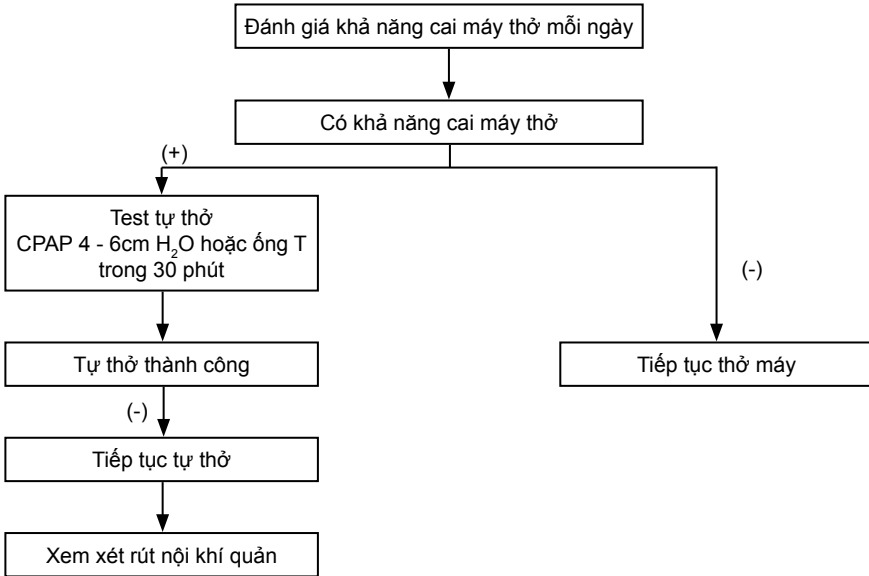 Đánh giá khả năng cai máy thở mỗi ngày
Có khả năng cai máy thở
(+)
Test tự thở
CPAP 4 - 6cm H₂O hoặc ống T
trong 30 phút
(-)
Tự thở thành công
Tiếp tục thở máy
(-)
Tiếp tục tự thở
Xem xét rút nội khí quản